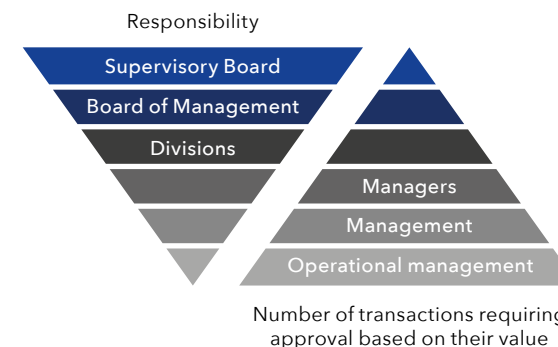 Responsibility
Supervisory Board
Board of Management
Divisions
Managers
Management
Operational management
Number of transactions requiring
approval based on their value